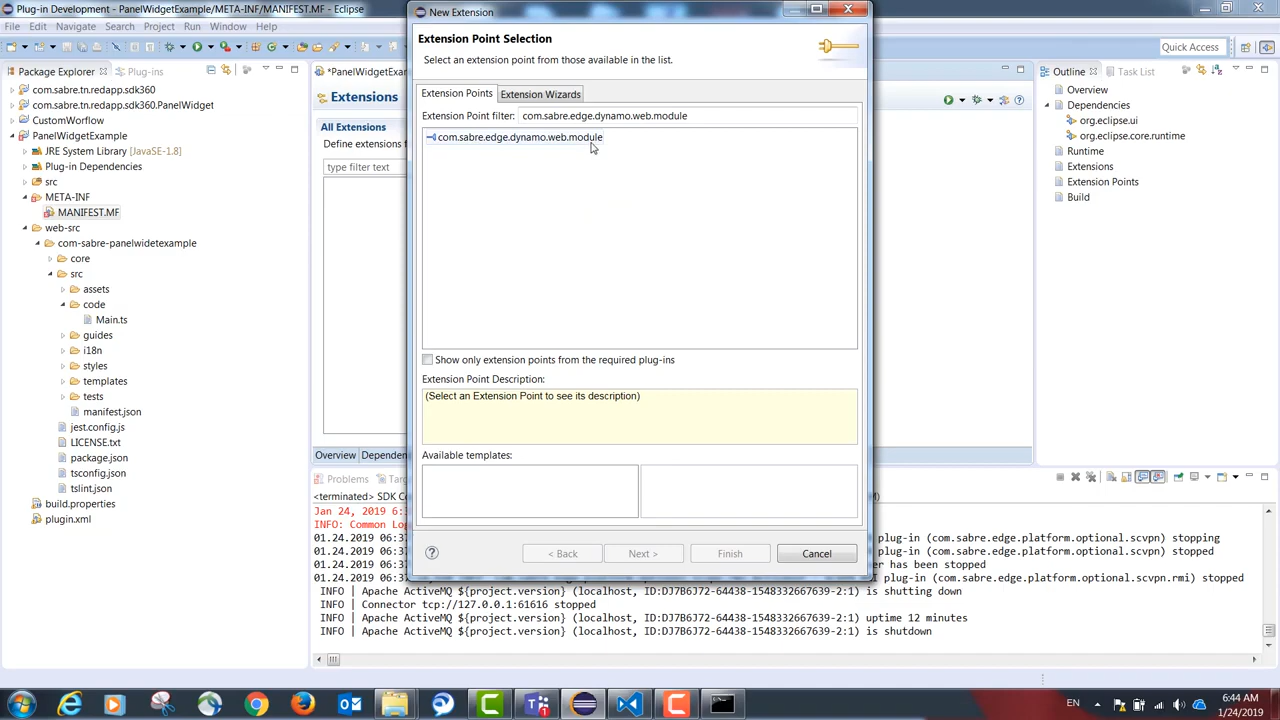 Plug-in Development - PanelWidgetExample/META-INF/MANIFEST.MF - Eclipse
File Edit Navigate Search Project Run Window Help
Quick Access
Package Explorer
Plug-ins
com.sabre.tn.redapp.sdk360
com.sabre.tn.redapp.sdk360.PanelWidget
CustomWorflow
PanelWidgetExample
JRE System Library [JavaSE-1.8]
Plug-in Dependencies
src
META-INF
MANIFEST.MF
web-src
com-sabre-panelwidetexample
core
src
assets
code
Main.ts
guides
i18n
styles
templates
tests
manifest.json
jest.config.js
LICENSE.txt
package.json
tsconfig.json
tslint.json
build.properties
plugin.xml
*PanelWidgetExam
Extensions
All Extensions
Define extensions f
type filter text
Overview Dependen
New Extension
Extension Point Selection
Select an extension point from those available in the list.
Extension Points
Extension Wizards
Extension Point filter: com.sabre.edge.dynamo.web.module
com.sabre.edge.dynamo.web.module
Show only extension points from the required plug-ins
Extension Point Description:
(Select an Extension Point to see its description)
Available templates:
< Back
Next >
Finish
Cancel
Outline
Task List
Overview
Dependencies
org.eclipse.ui
org.eclipse.core.runtime
Runtime
Extensions
Extension Points
Build
Problems
<terminated> SDK Co
Jan 24, 2019 6:3
INFO: Common Log
01.24.2019 06:37 plug-in (com.sabre.edge.platform.optional.scvpn) stopping
01.24.2019 06:37 plug-in (com.sabre.edge.platform.optional.scvpn) stopped
01.24.2019 06:37 er has been stopped
01.24.2019 06:37 I plug-in (com.sabre.edge.platform.optional.scvpn.rmi) stopped
INFO | Apache ActiveMQ ${project.version} (localhost, ID:DJ7B6J72-64438-1548332667639-2:1) is shutting down
INFO | Connector tcp://127.0.0.1:61616 stopped
INFO | Apache ActiveMQ ${project.version} (localhost, ID:DJ7B6J72-64438-1548332667639-2:1) uptime 12 minutes
INFO | Apache ActiveMQ ${project.version} (localhost, ID:DJ7B6J72-64438-1548332667639-2:1) is shutdown
EN
6:44 AM
1/24/2019